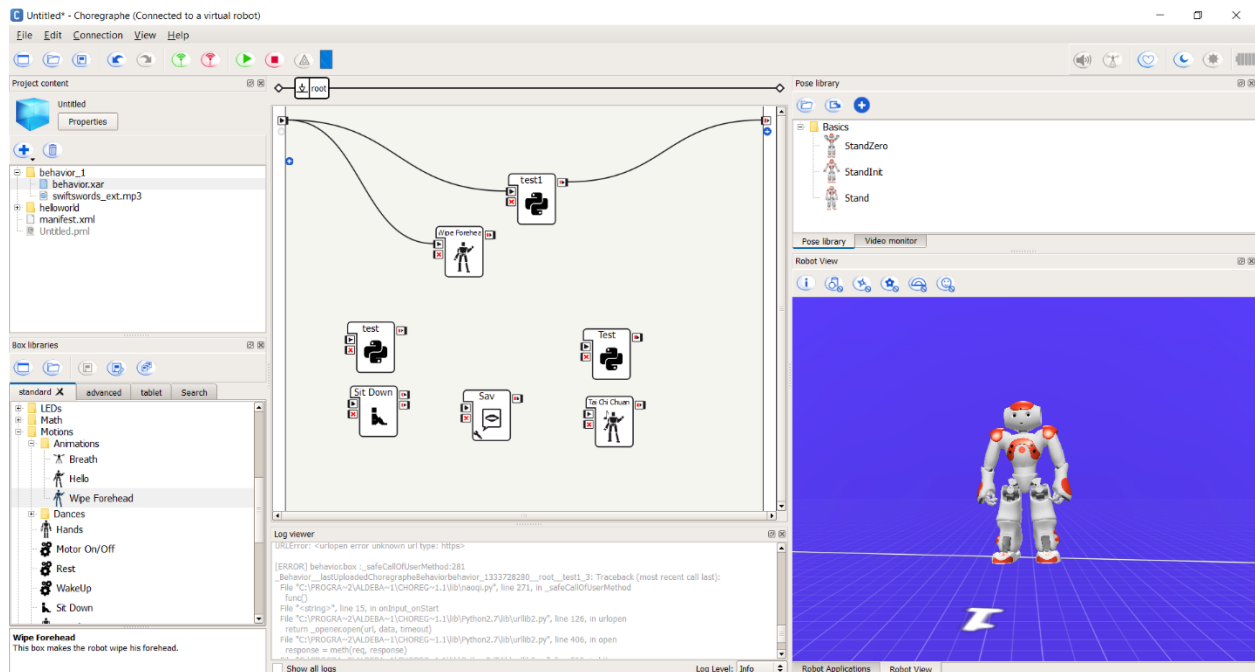 Untitled* - Choregraphe (Connected to a virtual robot)
File Edit Connection View Help
Project content
Untitled
Properties
behavior_1
behavior.xar
swiftswords_ext.mp3
helloworld
manifest.xml
Untitled.pml
Box libraries
standard X advanced tablet Search
LEDs
Math
Motions
Animations
Breath
Hello
Wipe Forehead
Dances
Hands
Motor On/Off
Rest
WakeUp
Sit Down
Wipe Forehead
This box makes the robot wipe his forehead.
root
test1
Wipe Forehea
test
Test
Sit Down
Say
Tai Chi Chuan
Log viewer
URLError: <urlopen error unknown url type: https>
[ERROR] behavior.box :_safeCallOfUserMethod:281
_Behavior__lastUploadedChoregrapheBehaviorbehavior_1333728280__root__test1_3: Traceback (most recent call last):
File "C:\PROGRA~2\ALDEBA~1\CHOREG~1.1\lib\naoqi.py", line 271, in _safeCallOfUserMethod
func()
File "<string>", line 15, in onInput_onStart
File "C:\PROGRA~2\ALDEBA~1\CHOREG~1.1\lib\Python2.7\lib\urllib2.py", line 126, in urlopen
return _opener.open(url, data, timeout)
File "C:\PROGRA~2\ALDEBA~1\CHOREG~1.1\lib\Python2.7\lib\urllib2.py", line 406, in open
response = meth(req, response)
Show all logs
Log Level: Info
Pose library
Basics
StandZero
StandInit
Stand
Pose library Video monitor
Robot View
Robot Applications Robot View